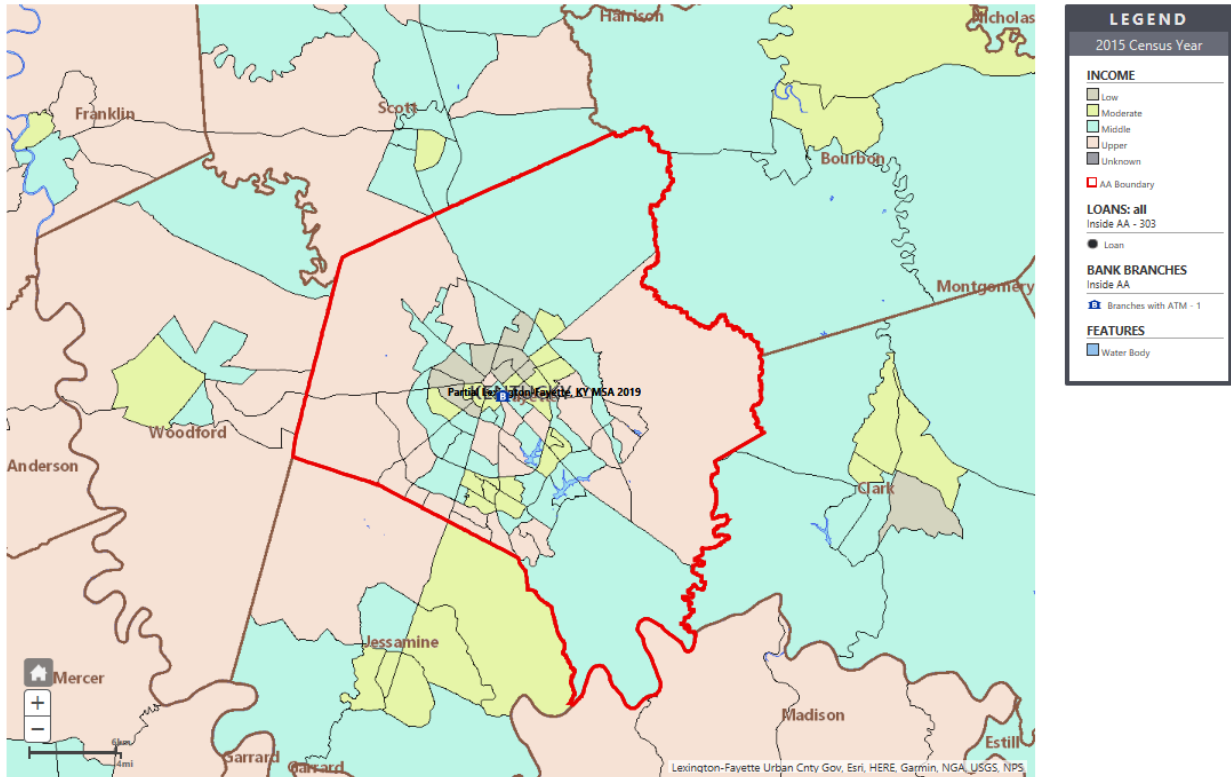 Harrison
Nicholas
Franklin
Scott
Bourbon
Montgomery
Partial Lexington-Fayette, KY MSA 2019
Woodford
Anderson
Clark
Jessamine
Mercer
Madison
Garrard
Garrard
Estill
+
−
6km
4mi
Lexington-Fayette Urban Cnty Gov, Esri, HERE, Garmin, NGA, USGS, NPS
LEGEND
2015 Census Year
INCOME
Low
Moderate
Middle
Upper
Unknown
AA Boundary
LOANS: all
Inside AA - 303
Loan
BANK BRANCHES
Inside AA
Branches with ATM - 1
FEATURES
Water Body